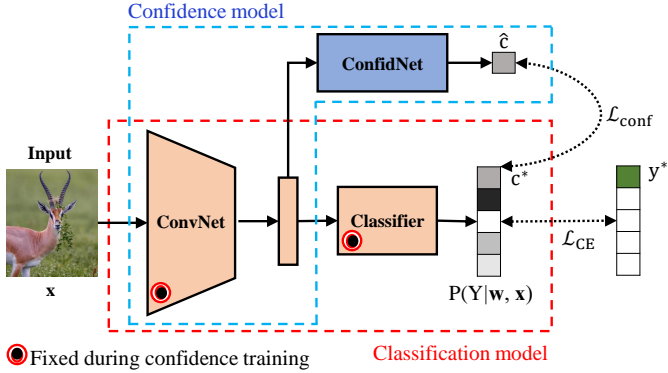 Confidence model
ConfidNet
ĉ
ℒconf
Input
c*
y*
ConvNet
Classifier
ℒCE
x
P(Y|w, x)
Fixed during confidence training
Classification model